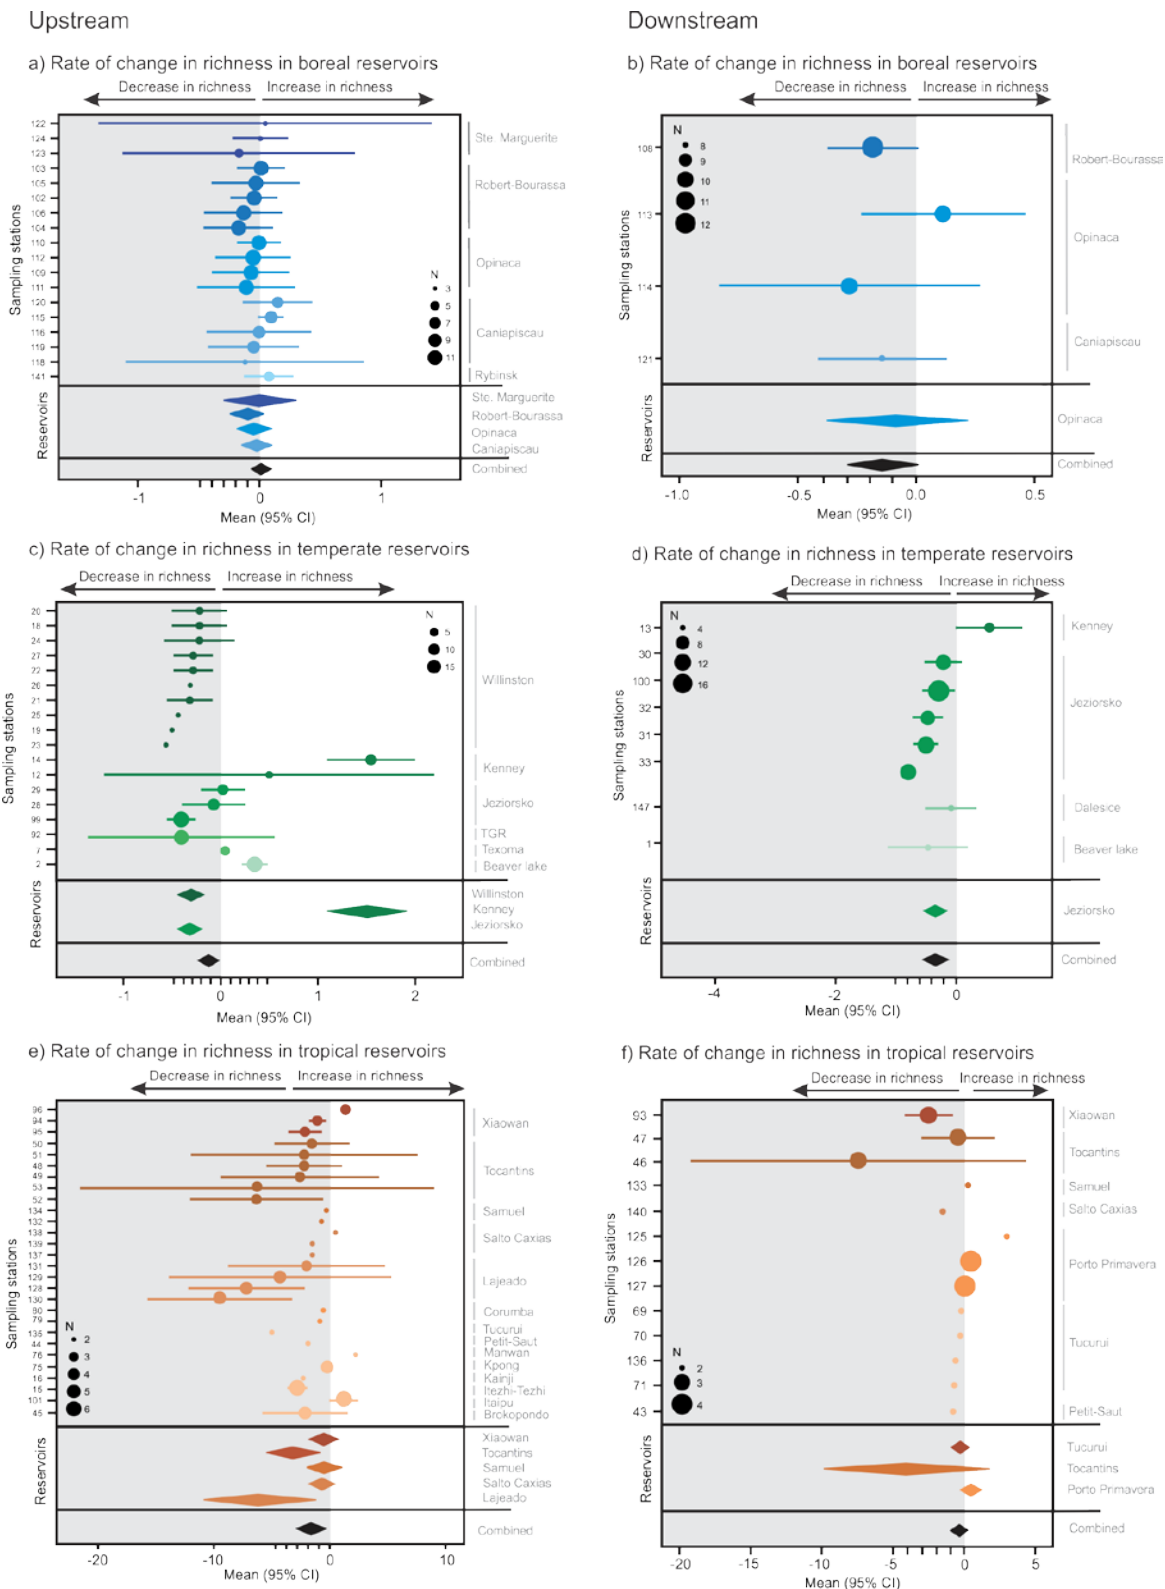 Upstream
Downstream
a) Rate of change in richness in boreal reservoirs
Decrease in richness
Increase in richness
Sampling stations
122
124
123
103
105
102
106
104
110
112
109
111
120
115
116
119
118
141
Ste. Marguerite
Robert-Bourassa
Opinaca
Caniapiscau
Rybinsk
N
3
5
7
9
11
Reservoirs
Ste. Marguerite
Robert-Bourassa
Opinaca
Caniapiscau
Combined
-1
0
1
Mean (95% CI)
b) Rate of change in richness in boreal reservoirs
Decrease in richness
Increase in richness
Sampling stations
108
113
114
121
N
8
9
10
11
12
Robert-Bourassa
Opinaca
Caniapiscau
Reservoirs
Opinaca
Combined
-1.0
-0.5
0.0
0.5
Mean (95% CI)
c) Rate of change in richness in temperate reservoirs
Decrease in richness
Increase in richness
Sampling stations
20
18
24
27
22
26
21
25
19
23
14
12
29
28
99
92
7
2
N
5
10
15
Willinston
Kenney
Jeziorsko
TGR
Texoma
Beaver lake
Reservoirs
Willinston
Kenney
Jeziorsko
Combined
-1
0
1
2
Mean (95% CI)
d) Rate of change in richness in temperate reservoirs
Decrease in richness
Increase in richness
Sampling stations
13
30
100
32
31
33
147
1
N
4
8
12
16
Kenney
Jeziorsko
Dalesice
Beaver lake
Reservoirs
Jeziorsko
Combined
-4
-2
0
Mean (95% CI)
e) Rate of change in richness in tropical reservoirs
Decrease in richness
Increase in richness
Sampling stations
96
94
95
50
51
48
49
53
52
134
132
138
139
137
131
129
128
130
80
79
135
44
76
75
16
15
101
45
N
2
3
4
5
6
Xiaowan
Tocantins
Samuel
Salto Caxias
Lajeado
Corumba
Tucurui
Petit-Saut
Manwan
Kpong
Kainji
Itezhi-Tezhi
Itaipu
Brokopondo
Reservoirs
Xiaowan
Tocantins
Samuel
Salto Caxias
Lajeado
Combined
-20
-10
0
10
Mean (95% CI)
f) Rate of change in richness in tropical reservoirs
Decrease in richness
Increase in richness
Sampling stations
93
47
46
133
140
125
126
127
69
70
136
71
43
N
2
3
4
Xiaowan
Tocantins
Samuel
Salto Caxias
Porto Primavera
Tucurui
Petit-Saut
Reservoirs
Tucurui
Tocantins
Porto Primavera
Combined
-20
-15
-10
-5
0
5
Mean (95% CI)